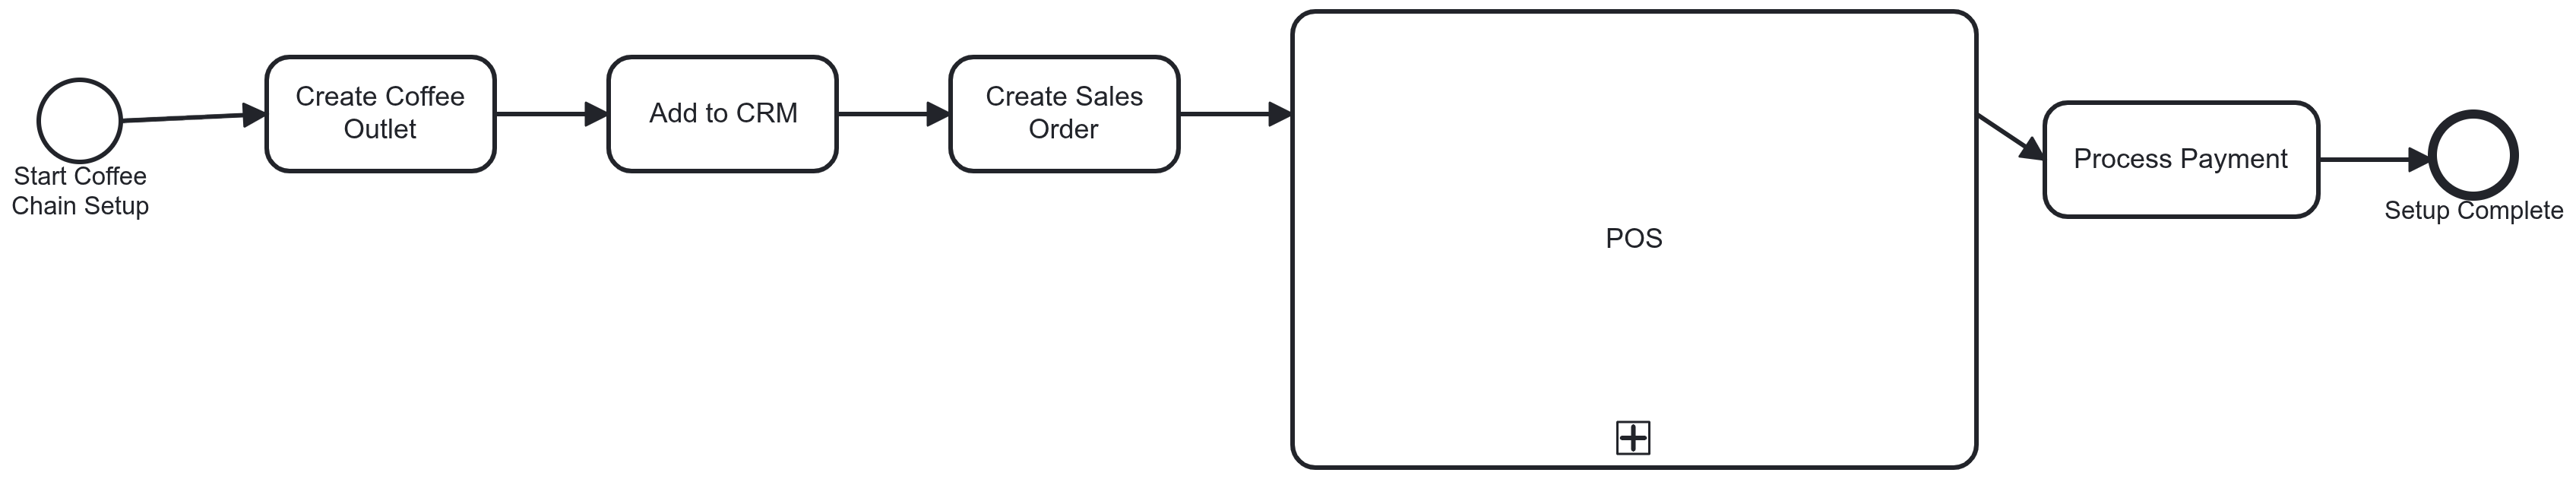 Start Coffee
Chain Setup
Create Coffee
Outlet
Add to CRM
Create Sales
Order
POS
Process Payment
Setup Complete